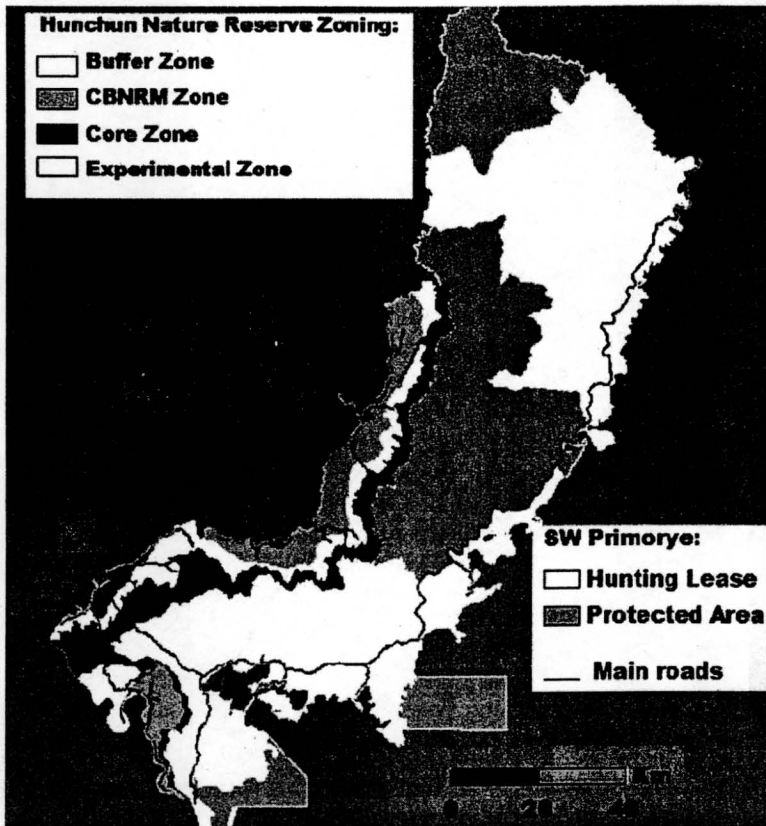 Hunchun Nature Reserve Zoning:
Buffer Zone
CBNRM Zone
Core Zone
Experimental Zone
SW Primorye:
Hunting Lease
Protected Area
Main roads